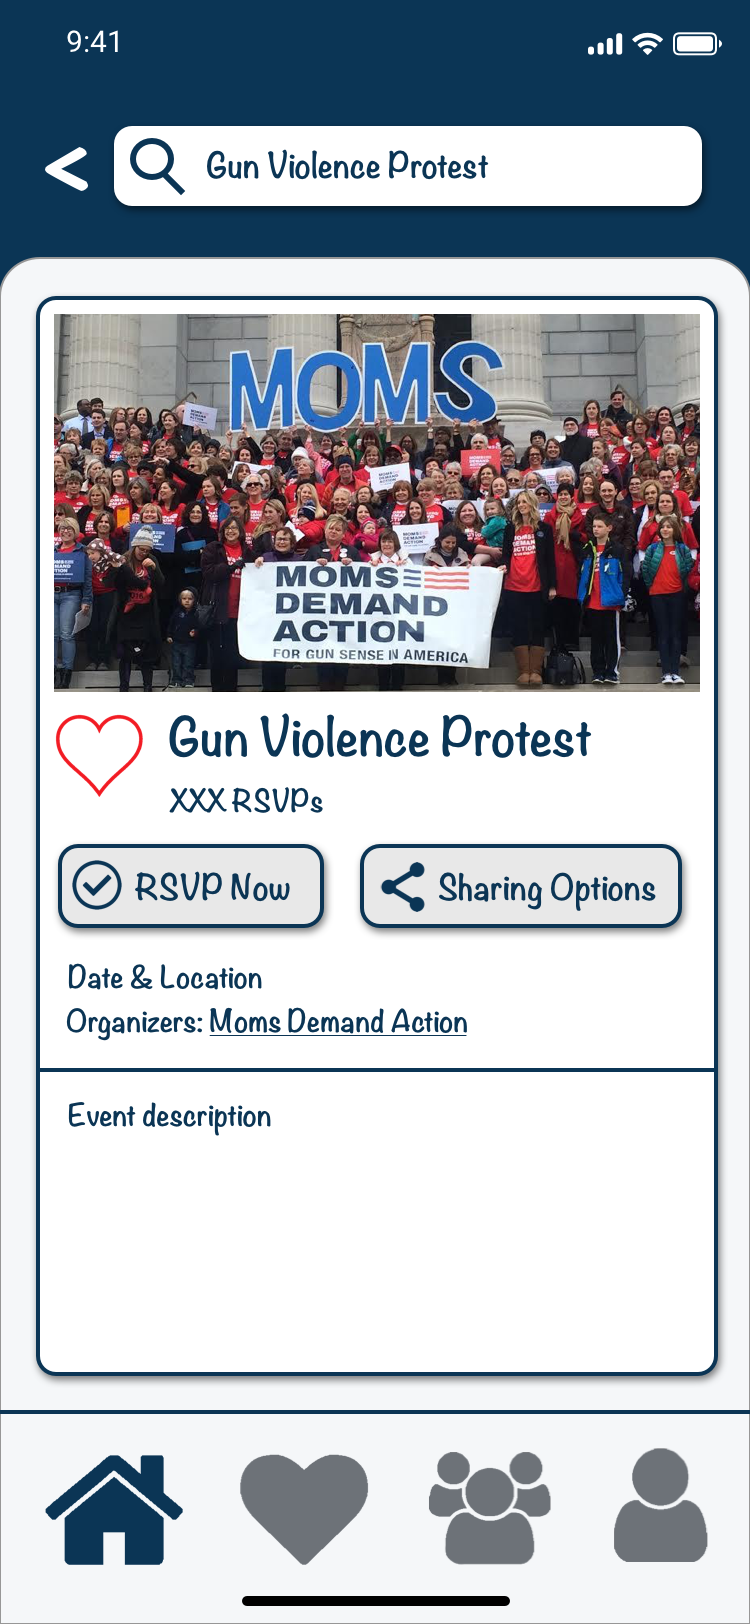 9:41
Gun Violence Protest
MOMS
MOMS
DEMAND
ACTION
FOR GUN SENSE IN AMERICA
Gun Violence Protest
XXX RSVPs
RSVP Now
Sharing Options
Date & Location
Organizers: Moms Demand Action
Event description